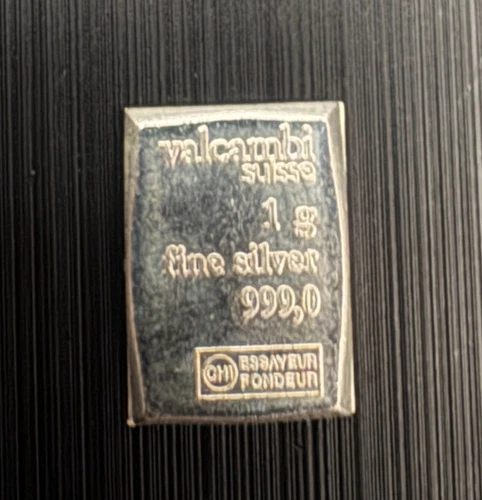 valcambi
suisse
1 g
fine silver
999,0
CHI ESSAYEUR
FONDEUR